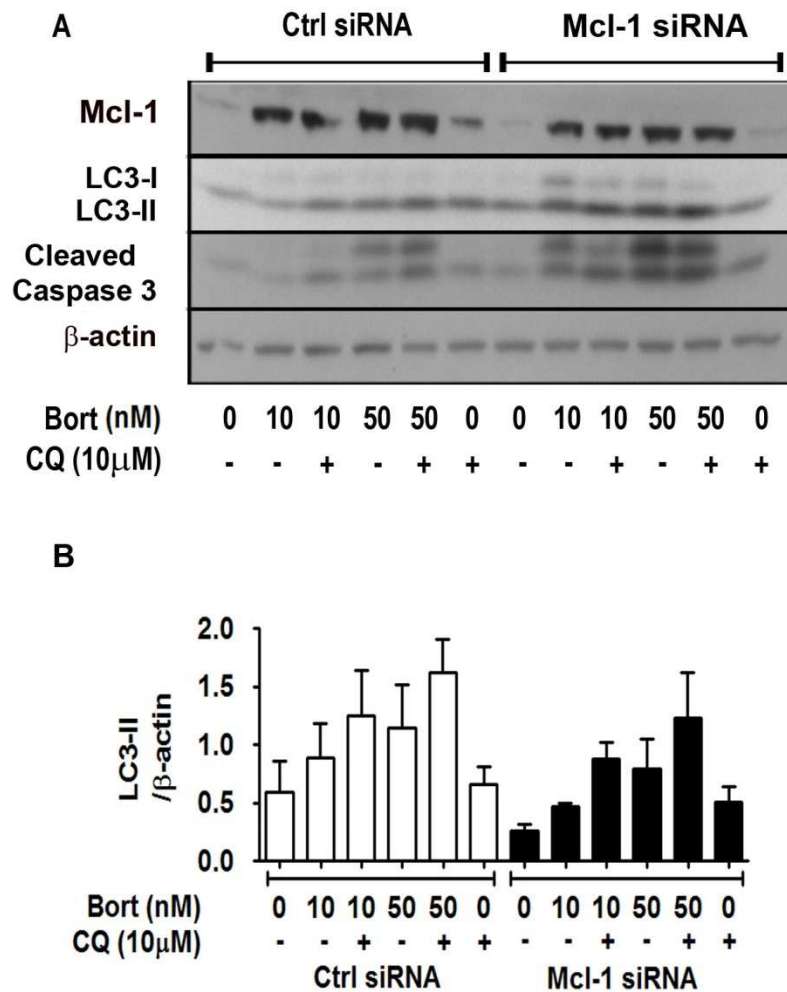 A
Ctrl siRNA Mcl-1 siRNA
Mcl-1
LC3-I
LC3-II
Cleaved
Caspase 3
β-actin
Bort (nM) 0 10 10 50 50 0 0 10 10 50 50 0
CQ (10μM) - - + - + + - - + - + +
B
2.0
1.5
1.0
0.5
0.0
LC3-II
/β-actin
Bort (nM) 0 10 10 50 50 0 0 10 10 50 50 0
CQ (10μM) - - + - + + - - + - + +
Ctrl siRNA Mcl-1 siRNA